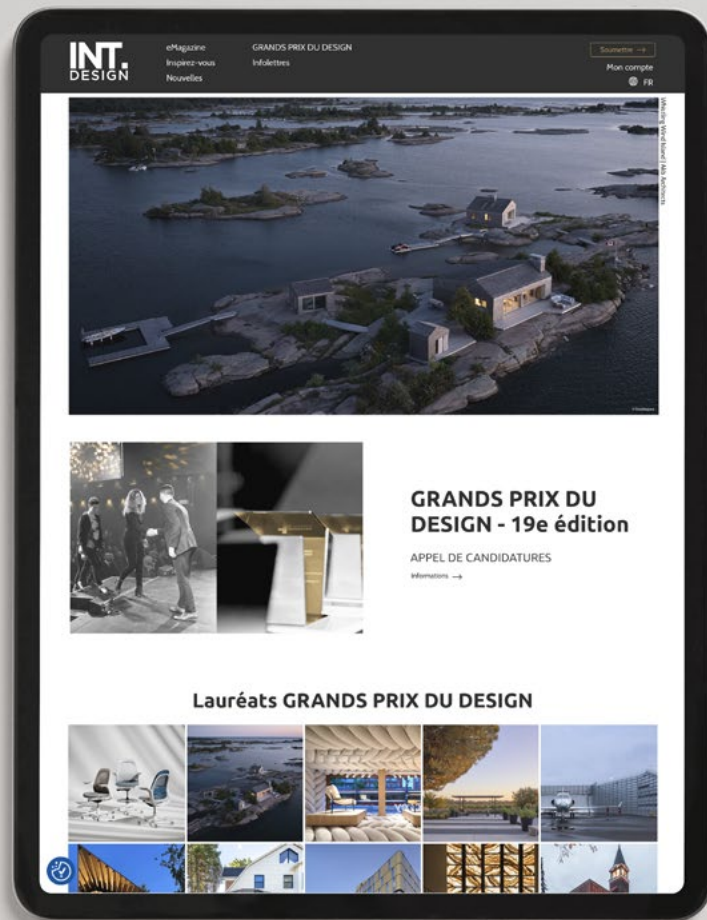 INT.
DESIGN
eMagazine
Inspirez-vous
Nouvelles
GRANDS PRIX DU DESIGN
Infolettres
Soumettre →
Mon compte
FR
GRANDS PRIX DU
DESIGN - 19e édition
APPEL DE CANDIDATURES
Informations →
Lauréats GRANDS PRIX DU DESIGN